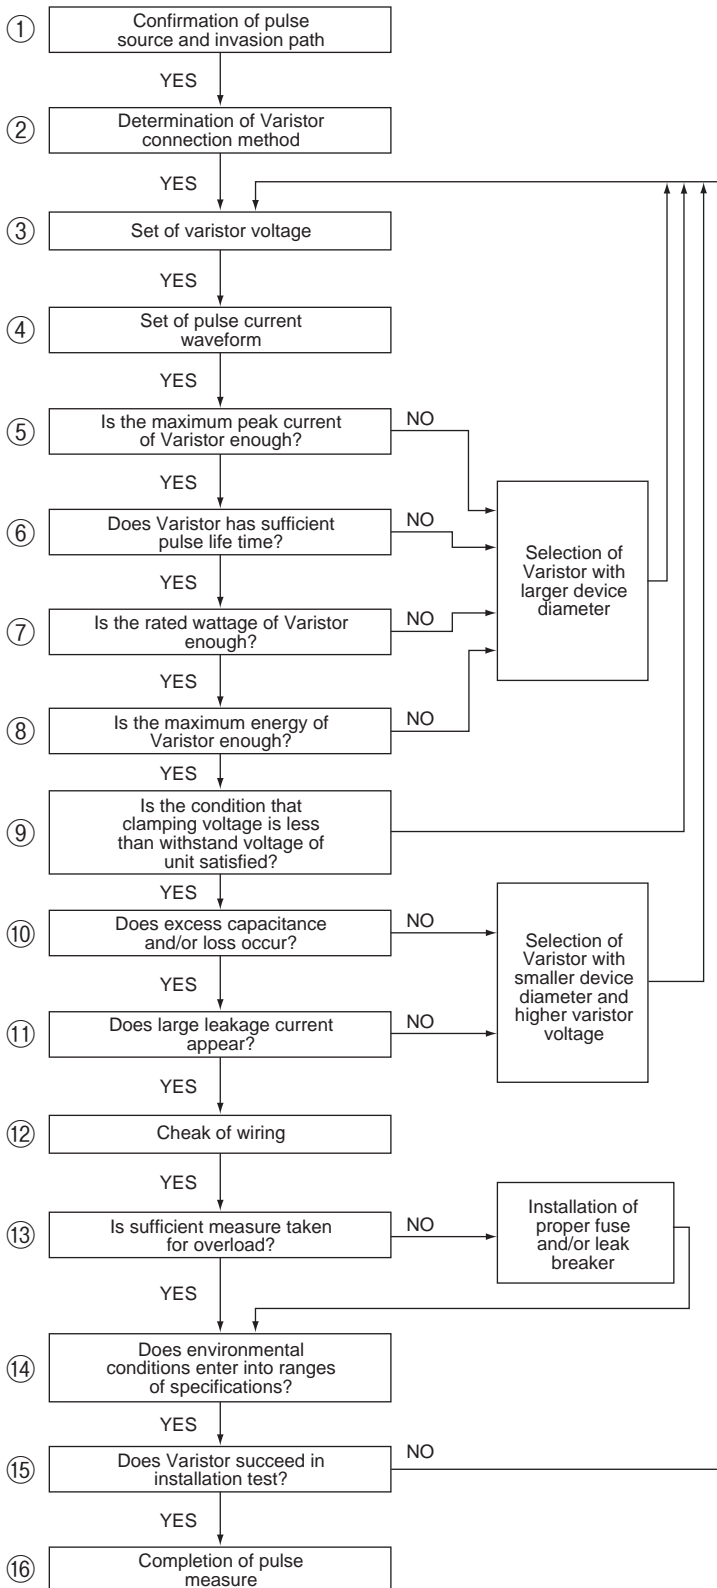 ① Confirmation of pulse
source and invasion path
YES
② Determination of Varistor
connection method
YES
③ Set of varistor voltage
YES
④ Set of pulse current
waveform
YES
⑤ Is the maximum peak current
of Varistor enough?
NO
YES
⑥ Does Varistor has sufficient
pulse life time?
NO
Selection of
Varistor with
larger device
diameter
YES
⑦ Is the rated wattage of Varistor
enough?
NO
YES
⑧ Is the maximum energy of
Varistor enough?
NO
YES
⑨ Is the condition that
clamping voltage is less
than withstand voltage of
unit satisfied?
YES
⑩ Does excess capacitance
and/or loss occur?
NO
Selection of
Varistor with
smaller device
diameter and
higher varistor
voltage
YES
⑪ Does large leakage current
appear?
NO
YES
⑫ Cheak of wiring
YES
⑬ Is sufficient measure taken
for overload?
NO
Installation of
proper fuse
and/or leak
breaker
YES
⑭ Does environmental
conditions enter into ranges
of specifications?
YES
⑮ Does Varistor succeed in
installation test?
NO
YES
⑯ Completion of pulse
measure